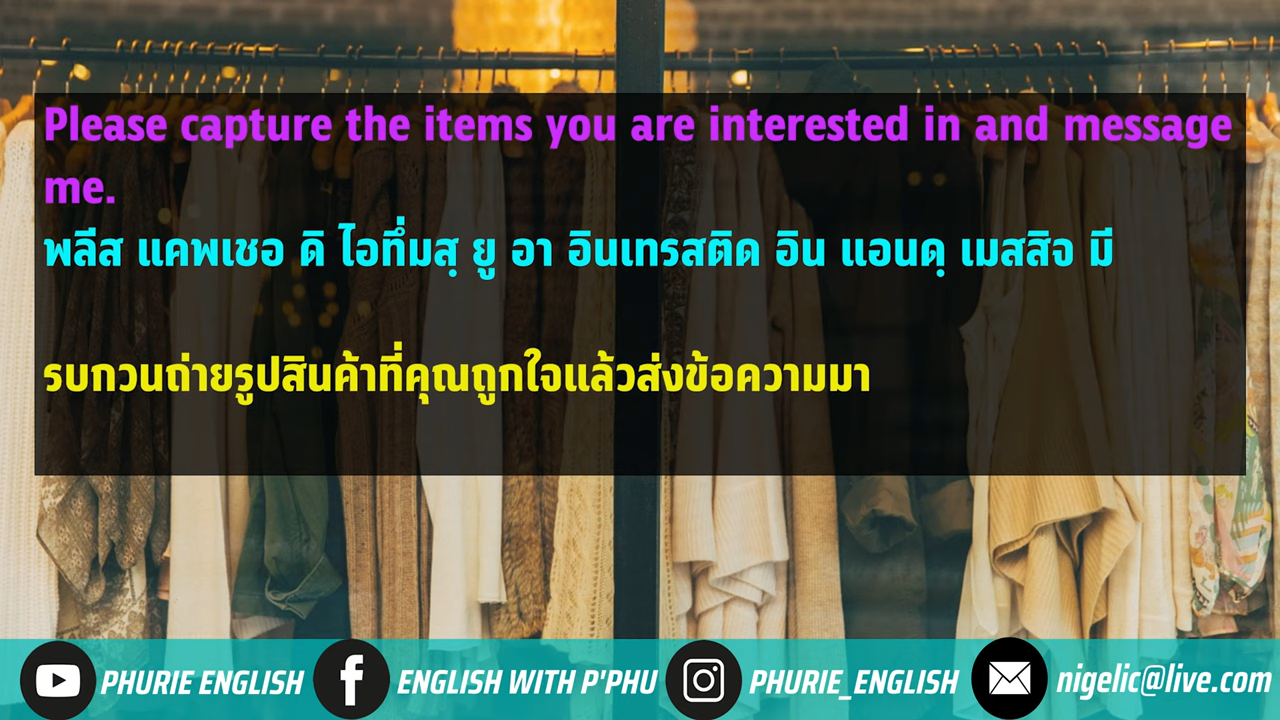 Please capture the items you are interested in and message
me.
พลีส แคพเชอ ดิ ไอทึ่มสฺ ยู อา อินเทรสติด อิน แอนดฺ เมสสิจ มี
รบกวนถ่ายรูปสินค้าที่คุณถูกใจแล้วส่งข้อความมา
PHURIE ENGLISH ENGLISH WITH P'PHU PHURIE_ENGLISH nigelic@live.com